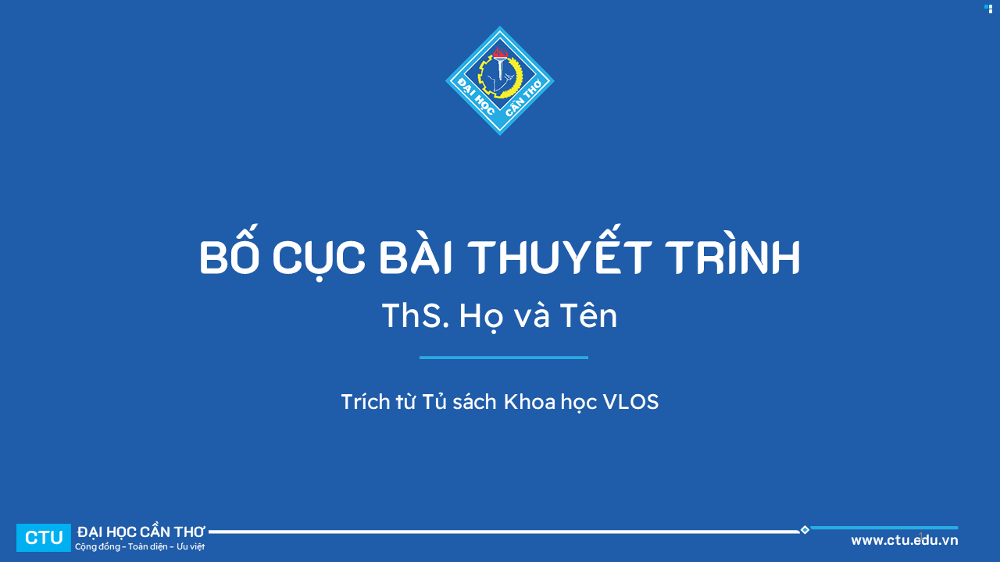 ĐẠI HỌC CẦN THƠ
BỐ CỤC BÀI THUYẾT TRÌNH
ThS. Họ và Tên
Trích từ Tủ sách Khoa học VLOS
CTU
ĐẠI HỌC CẦN THƠ
Cộng đồng – Toàn diện – Ưu việt
www.ctu.edu.vn
1